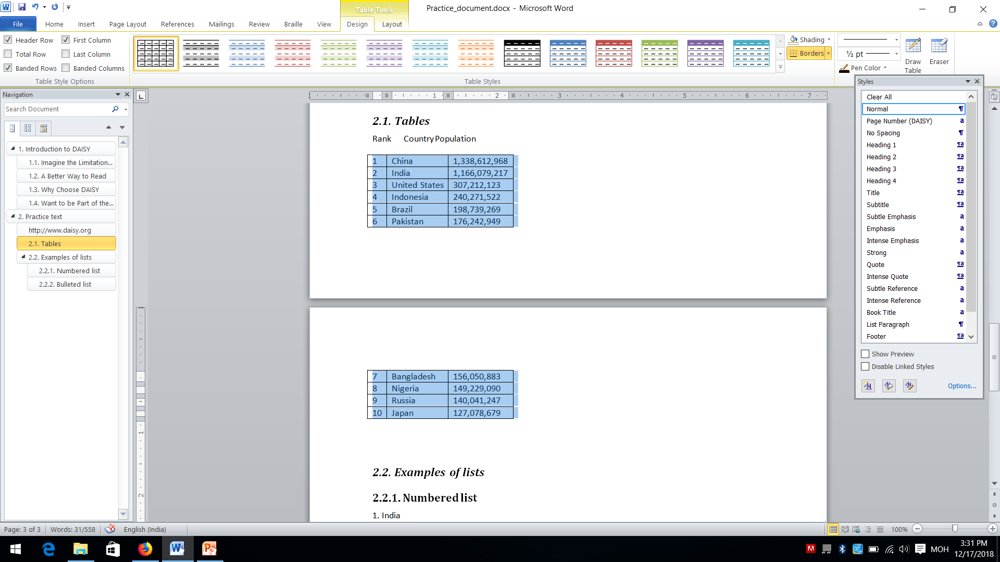 Table Tools
Practice_document.docx - Microsoft Word
File
Home
Insert
Page Layout
References
Mailings
Review
Braille
View
Design
Layout
Header Row
First Column
Total Row
Last Column
Banded Rows
Banded Columns
Table Style Options
Table Styles
Shading
Borders
½ pt
Pen Color
Draw
Table
Eraser
Navigation
Search Document
1. Introduction to DAISY
1.1. Imagine the Limitation...
1.2. A Better Way to Read
1.3. Why Choose DAISY
1.4. Want to be Part of the...
2. Practice text
http://www.daisy.org
2.1. Tables
2.2. Examples of lists
2.2.1. Numbered list
2.2.2. Bulleted list
1 1 2 3 4 5 6 7
2.1. Tables
Rank Country Population
1 China 1,338,612,968
2 India 1,166,079,217
3 United States 307,212,123
4 Indonesia 240,271,522
5 Brazil 198,739,269
6 Pakistan 176,242,949
7 Bangladesh 156,050,883
8 Nigeria 149,229,090
9 Russia 140,041,247
10 Japan 127,078,679
2.2. Examples of lists
2.2.1. Numbered list
1. India
1
1
2
Styles
Clear All
Normal ¶
Page Number (DAISY) a
No Spacing ¶
Heading 1 ¶a
Heading 2 ¶a
Heading 3 ¶a
Heading 4 ¶a
Title ¶a
Subtitle ¶a
Subtle Emphasis a
Emphasis a
Intense Emphasis a
Strong a
Quote ¶a
Intense Quote ¶a
Subtle Reference a
Intense Reference a
Book Title a
List Paragraph ¶
Footer ¶a
Show Preview
Disable Linked Styles
Options...
Page: 3 of 3
Words: 31/558
English (India)
100%
MOH
3:31 PM
12/17/2018